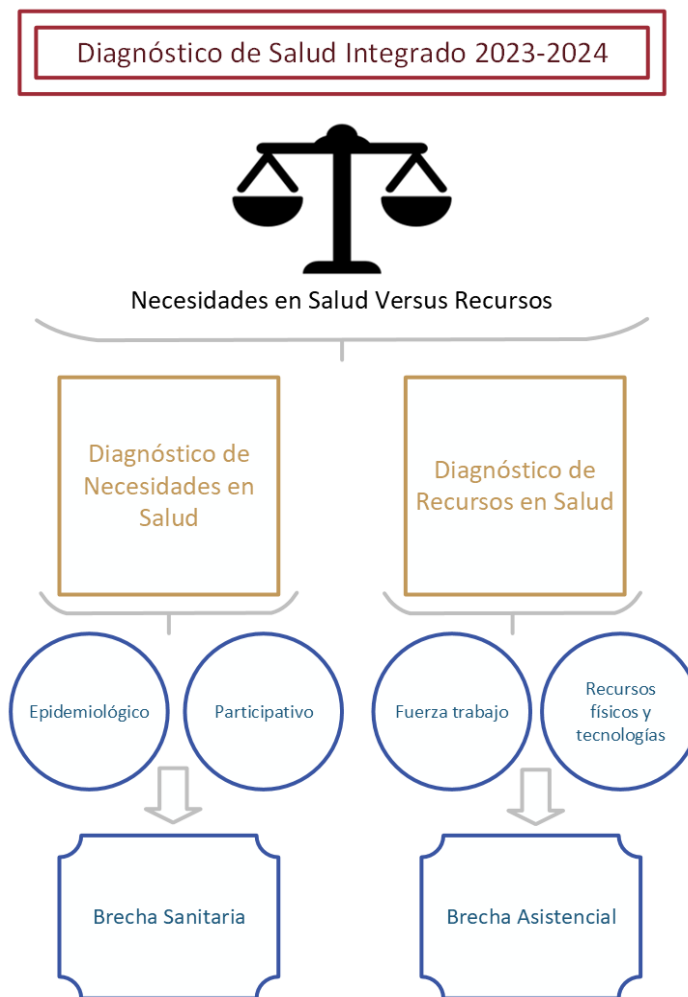 Diagnóstico de Salud Integrado 2023-2024
Necesidades en Salud Versus Recursos
Diagnóstico de
Necesidades en
Salud
Diagnóstico de
Recursos en Salud
Epidemiológico
Participativo
Fuerza trabajo
Recursos
físicos y
tecnologías
Brecha Sanitaria
Brecha Asistencial